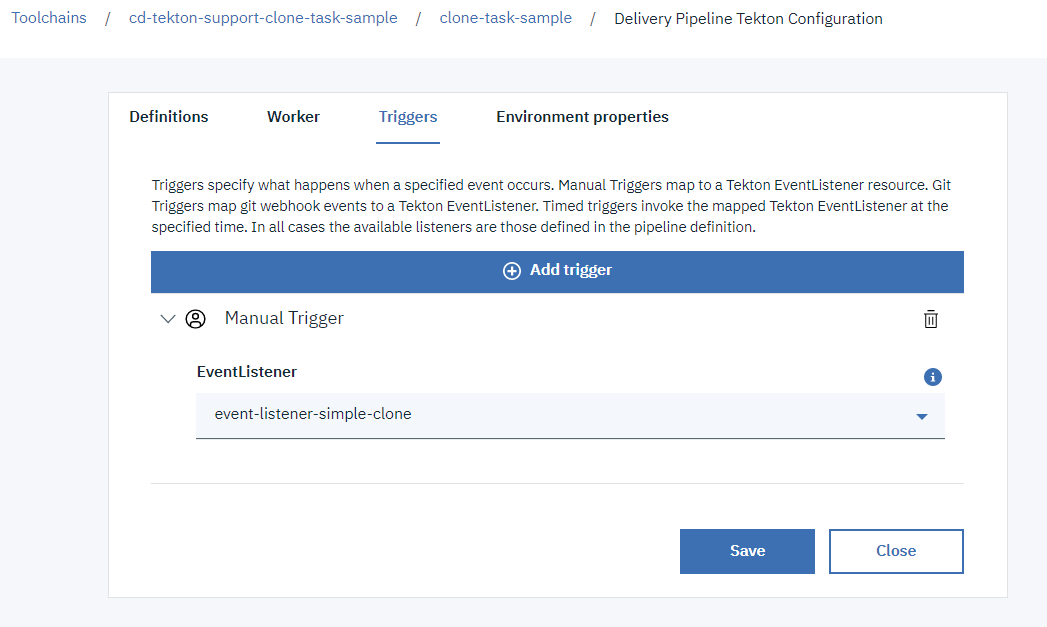 Toolchains / cd-tekton-support-clone-task-sample / clone-task-sample / Delivery Pipeline Tekton Configuration
Definitions Worker Triggers Environment properties
Triggers specify what happens when a specified event occurs. Manual Triggers map to a Tekton EventListener resource. Git
Triggers map git webhook events to a Tekton EventListener. Timed triggers invoke the mapped Tekton EventListener at the
specified time. In all cases the available listeners are those defined in the pipeline definition.
Add trigger
Manual Trigger
EventListener
event-listener-simple-clone
Save Close